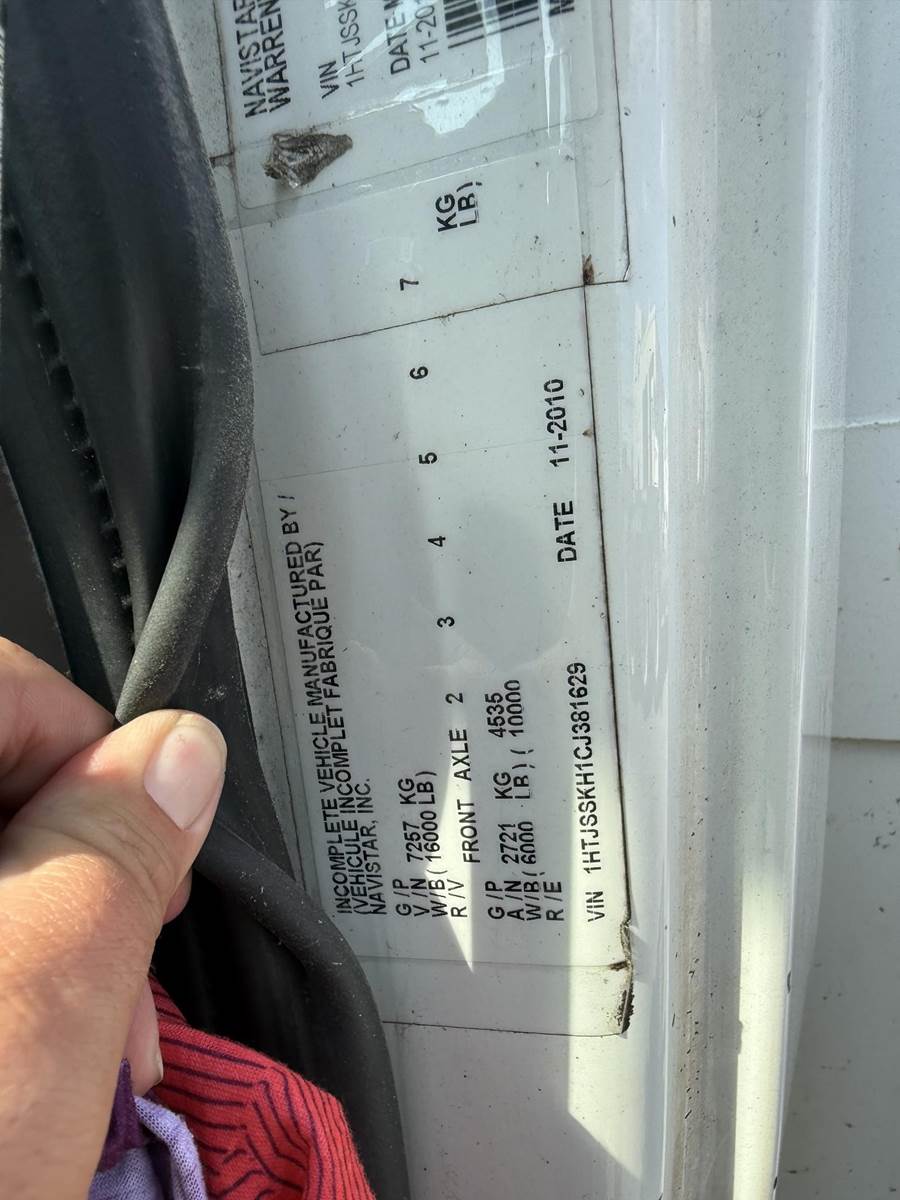 INCOMPLETE VEHICLE MANUFACTURED BY /
(VEHICULE INCOMPLET FABRIQUE PAR)
NAVISTAR, INC.
G/P 7257 KG
V/N
W/B ( 16000 LB )
R/V FRONT AXLE 2 3 4 5 6 7
G/P
A/N 2721 KG 4535 KG
W/B ( 6000 LB ) ( 10000 LB )
R/E DATE 11-2010
VIN 1HTJSSKH1CJ381629
NAVISTAR
WARREN
VIN
1HTJSSK
DATE
11-20